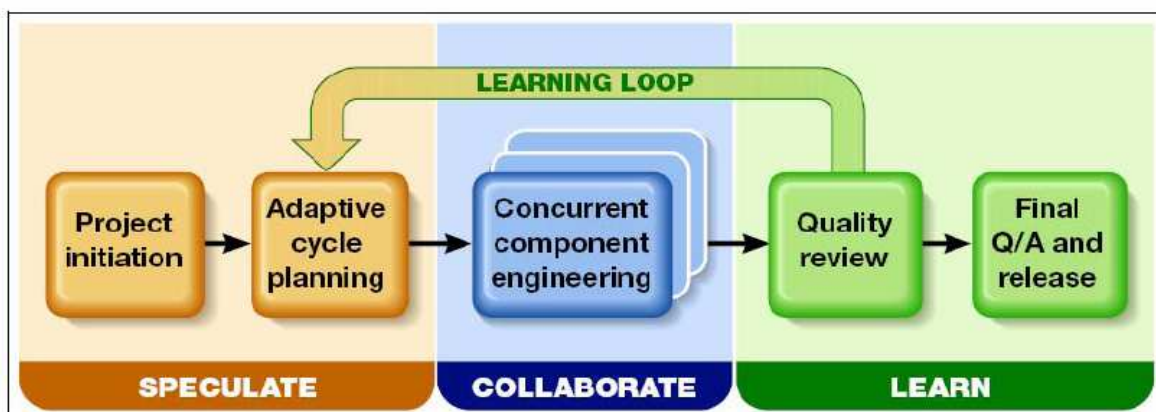 LEARNING LOOP
Project
initiation
Adaptive
cycle
planning
Concurrent
component
engineering
Quality
review
Final
Q/A and
release
SPECULATE
COLLABORATE
LEARN